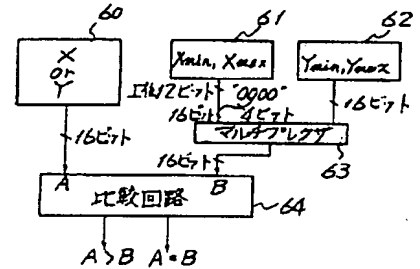 60
61
62
X
or
Y
Xmin, Xmax
Ymin, Ymax
上位12ビット
"0000"
16ビット
4ビット
16ビット
マルチプレクサ
63
16ビット
16ビット
A
B
比較回路
64
A>B
A=B